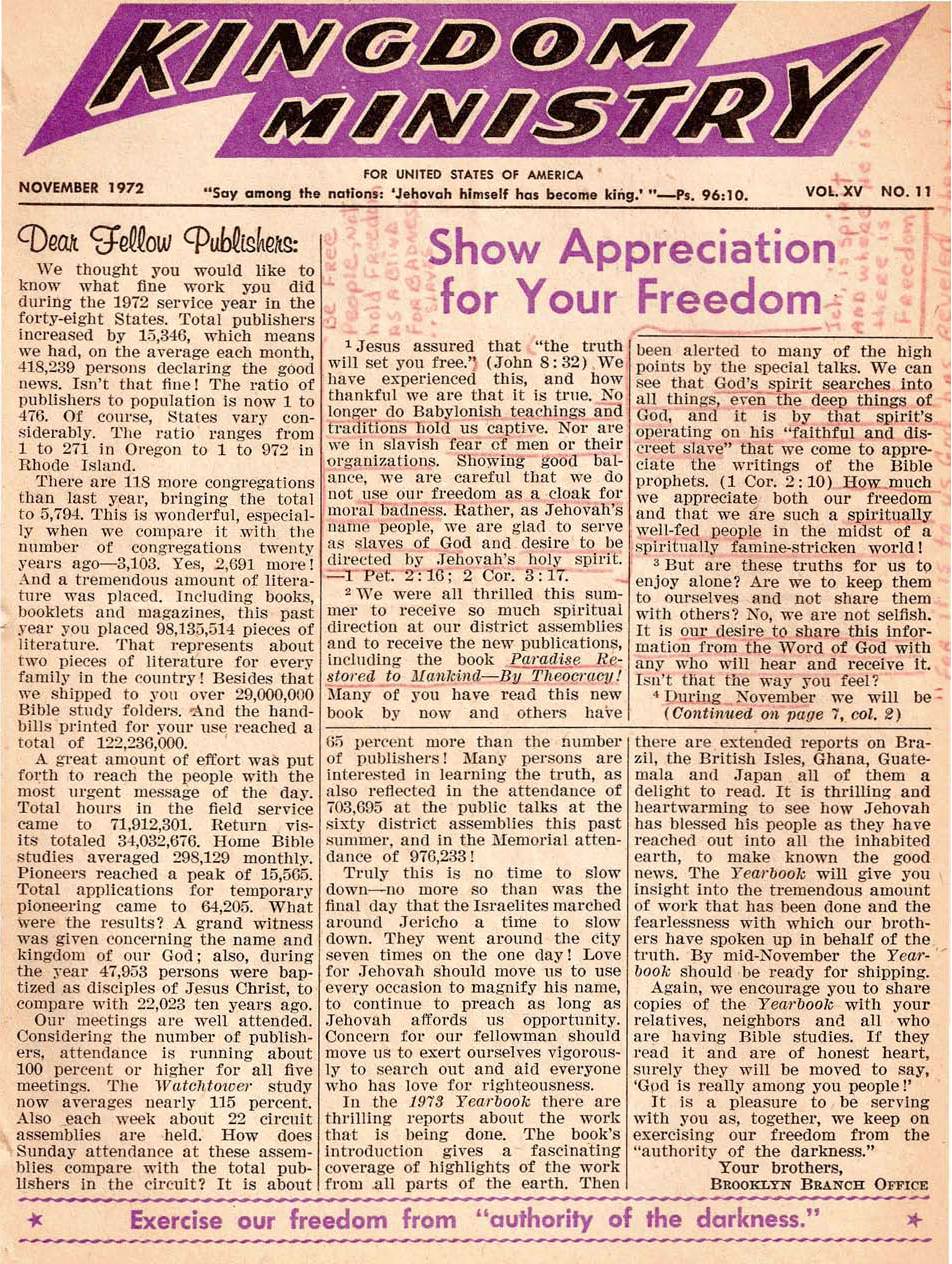 KINGDOM
MINISTRY
FOR UNITED STATES OF AMERICA
NOVEMBER 1972
"Say among the nations: 'Jehovah himself has become king.' "—Ps. 96:10.
VOL. XV NO. 11
Dear Fellow Publishers:
We thought you would like to
know what fine work you did
during the 1972 service year in the
forty-eight States. Total publishers
increased by 15,346, which means
we had, on the average each month,
418,239 persons declaring the good
news. Isn't that fine! The ratio of
publishers to population is now 1 to
476. Of course, States vary con-
siderably. The ratio ranges from
1 to 271 in Oregon to 1 to 972 in
Rhode Island.
There are 118 more congregations
than last year, bringing the total
to 5,794. This is wonderful, especial-
ly when we compare it with the
number of congregations twenty
years ago—3,103. Yes, 2,691 more!
And a tremendous amount of litera-
ture was placed. Including books,
booklets and magazines, this past
year you placed 98,135,514 pieces of
literature. That represents about
two pieces of literature for every
family in the country! Besides that
we shipped to you over 29,000,000
Bible study folders. And the hand-
bills printed for your use reached a
total of 122,236,000.
A great amount of effort was put
forth to reach the people with the
most urgent message of the day.
Total hours in the field service
came to 71,912,301. Return vis-
its totaled 34,032,676. Home Bible
studies averaged 298,129 monthly.
Pioneers reached a peak of 15,565.
Total applications for temporary
pioneering came to 64,205. What
were the results? A grand witness
was given concerning the name and
kingdom of our God; also, during
the year 47,953 persons were bap-
tized as disciples of Jesus Christ, to
compare with 22,023 ten years ago.
Our meetings are well attended.
Considering the number of publish-
ers, attendance is running about
100 percent or higher for all five
meetings. The Watchtower study
now averages nearly 115 percent.
Also each week about 22 circuit
assemblies are held. How does
Sunday attendance at these assem-
blies compare with the total pub-
lishers in the circuit? It is about
65 percent more than the number
of publishers! Many persons are
interested in learning the truth, as
also reflected in the attendance of
703,695 at the public talks at the
sixty district assemblies this past
summer, and in the Memorial atten-
dance of 976,233!
Truly this is no time to slow
down—no more so than was the
final day that the Israelites marched
around Jericho a time to slow
down. They went around the city
seven times on the one day! Love
for Jehovah should move us to use
every occasion to magnify his name,
to continue to preach as long as
Jehovah affords us opportunity.
Concern for our fellowman should
move us to exert ourselves vigorous-
ly to search out and aid everyone
who has love for righteousness.
In the 1973 Yearbook there are
thrilling reports about the work
that is being done. The book's
introduction gives a fascinating
coverage of highlights of the work
from all parts of the earth. Then
there are extended reports on Bra-
zil, the British Isles, Ghana, Guate-
mala and Japan all of them a
delight to read. It is thrilling and
heartwarming to see how Jehovah
has blessed his people as they have
reached out into all the inhabited
earth, to make known the good
news. The Yearbook will give you
insight into the tremendous amount
of work that has been done and the
fearlessness with which our broth-
ers have spoken up in behalf of the
truth. By mid-November the Year-
book should be ready for shipping.
Again, we encourage you to share
copies of the Yearbook with your
relatives, neighbors and all who
are having Bible studies. If they
read it and are of honest heart,
surely they will be moved to say,
'God is really among you people!'
It is a pleasure to be serving
with you as, together, we keep on
exercising our freedom from the
"authority of the darkness."
Your brothers,
BROOKLYN BRANCH OFFICE
Show Appreciation
for Your Freedom
1 Jesus assured that "the truth
will set you free." (John 8:32) We
have experienced this, and how
thankful we are that it is true. No
longer do Babylonish teachings and
traditions hold us captive. Nor are
we in slavish fear of men or their
organizations. Showing good bal-
ance, we are careful that we do
not use our freedom as a cloak for
moral badness. Rather, as Jehovah's
name people, we are glad to serve
as slaves of God and desire to be
directed by Jehovah's holy spirit.
—1 Pet. 2:16; 2 Cor. 3:17.
2 We were all thrilled this sum-
mer to receive so much spiritual
direction at our district assemblies
and to receive the new publications,
including the book Paradise Re-
stored to Mankind—By Theocracy!
Many of you have read this new
book by now and others have
been alerted to many of the high
points by the special talks. We can
see that God's spirit searches into
all things, even the deep things of
God, and it is by that spirit's
operating on his "faithful and dis-
creet slave" that we come to appre-
ciate the writings of the Bible
prophets. (1 Cor. 2:10) How much
we appreciate both our freedom
and that we are such a spiritually
well-fed people in the midst of a
spiritually famine-stricken world!
3 But are these truths for us to
enjoy alone? Are we to keep them
to ourselves and not share them
with others? No, we are not selfish.
It is our desire to share this infor-
mation from the Word of God with
any who will hear and receive it.
Isn't that the way you feel?
4 During November we will be
(Continued on page 7, col. 2)
Be Free
hold Freedom
there is
Freedom
Exercise our freedom from "authority of the darkness."